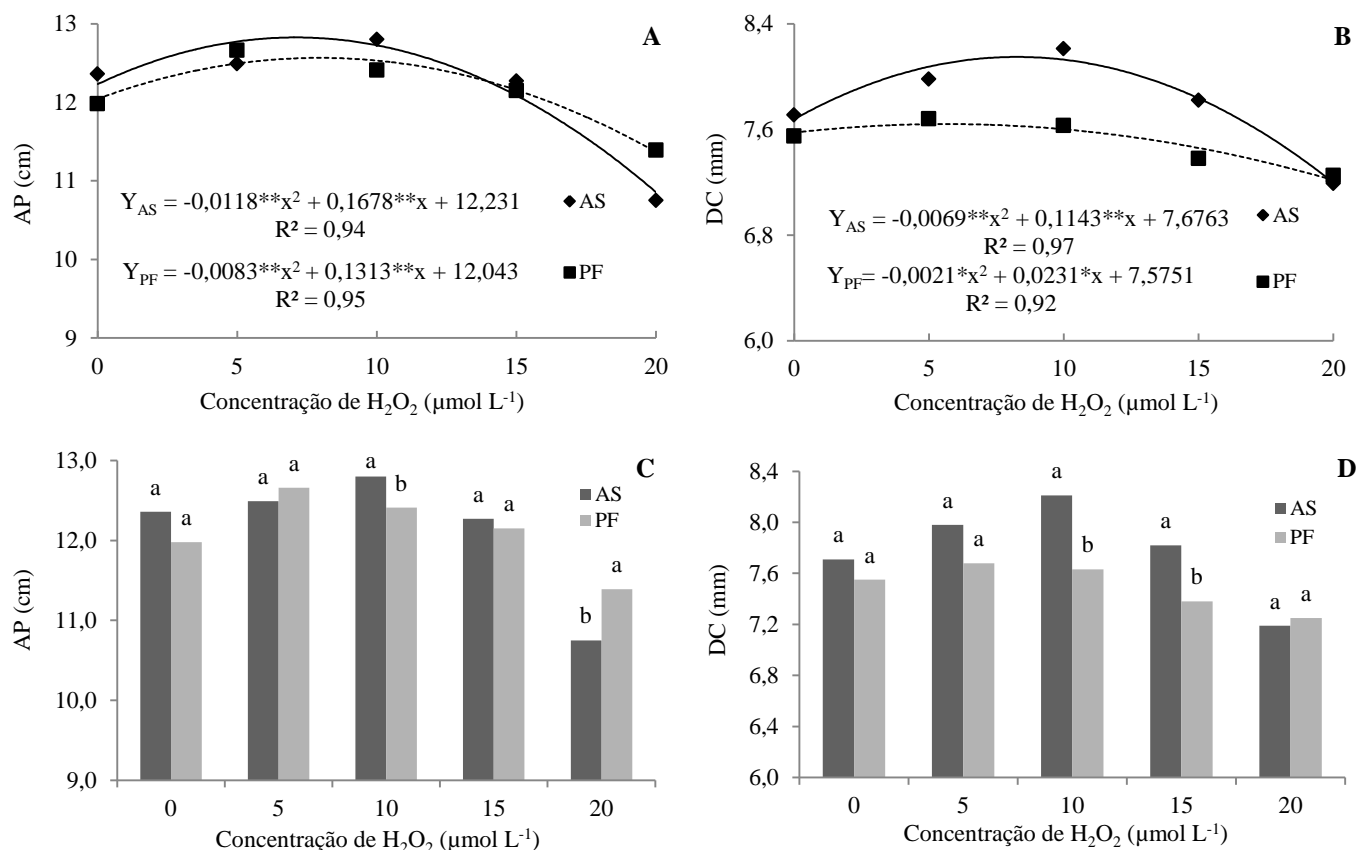 A
AP (cm)
13
12
11
10
9
Y_AS = -0,0118**x² + 0,1678**x + 12,231
R² = 0,94
Y_PF = -0,0083**x² + 0,1313**x + 12,043
R² = 0,95
AS
PF
0 5 10 15 20
Concentração de H₂O₂ (µmol L⁻¹)
B
DC (mm)
8,4
7,6
6,8
6,0
Y_AS = -0,0069**x² + 0,1143**x + 7,6763
R² = 0,97
Y_PF= -0,0021*x² + 0,0231*x + 7,5751
R² = 0,92
AS
PF
0 5 10 15 20
Concentração de H₂O₂ (µmol L⁻¹)
C
AP (cm)
13,0
12,0
11,0
10,0
9,0
a a a a a b a a b a
AS
PF
0 5 10 15 20
Concentração de H₂O₂ (µmol L⁻¹)
D
DC (mm)
8,4
8,0
7,6
7,2
6,8
6,4
6,0
a a a a a b a b a a
AS
PF
0 5 10 15 20
Concentração de H₂O₂ (µmol L⁻¹)